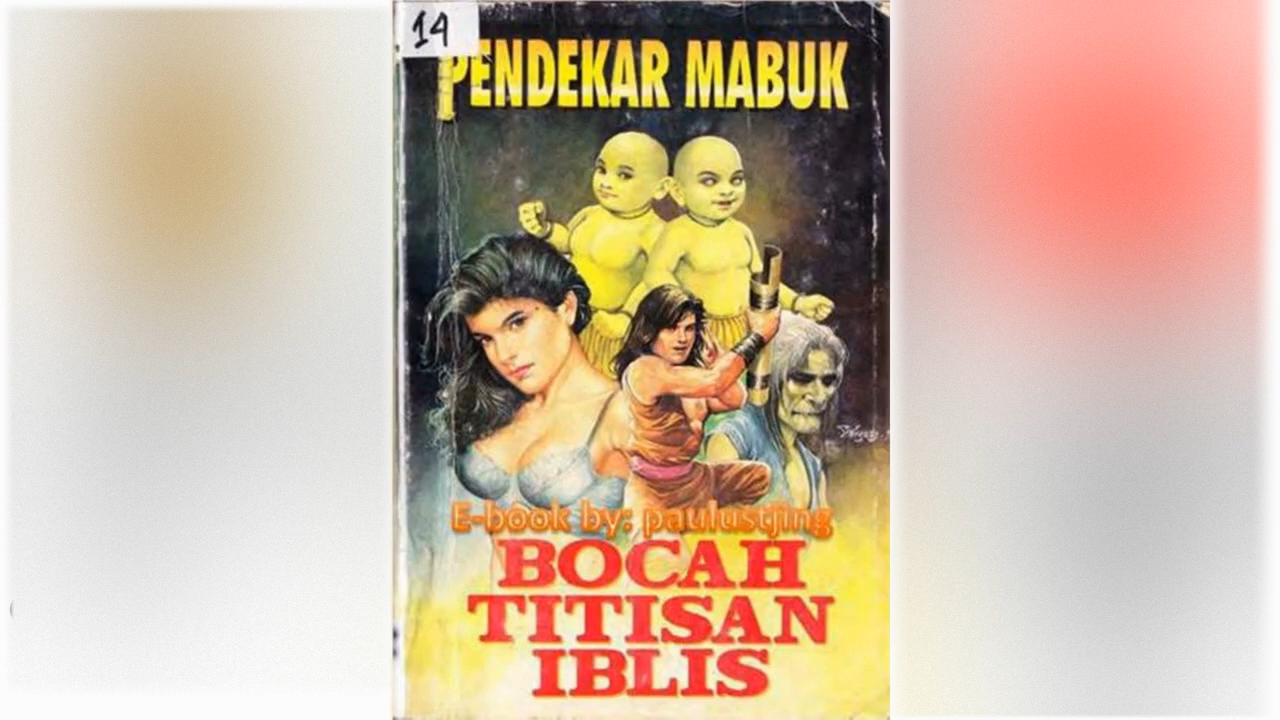 14
PENDEKAR MABUK
E-book by: paulustjing
BOCAH
TITISAN
IBLIS